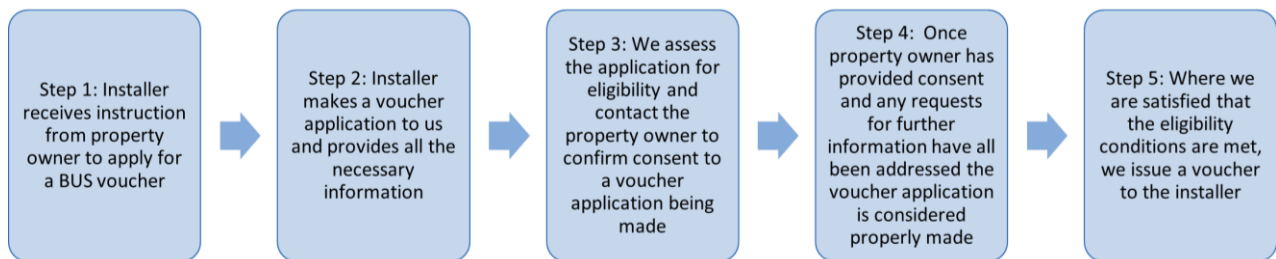 Step 1: Installer
receives instruction
from property
owner to apply for
a BUS voucher
Step 2: Installer
makes a voucher
application to us
and provides all the
necessary
information
Step 3: We assess
the application for
eligibility and
contact the
property owner to
confirm consent to
a voucher
application being
made
Step 4:  Once
property owner has
provided consent
and any requests
for further
information have all
been addressed the
voucher application
is considered
properly made
Step 5: Where we
are satisfied that
the eligibility
conditions are met,
we issue a voucher
to the installer